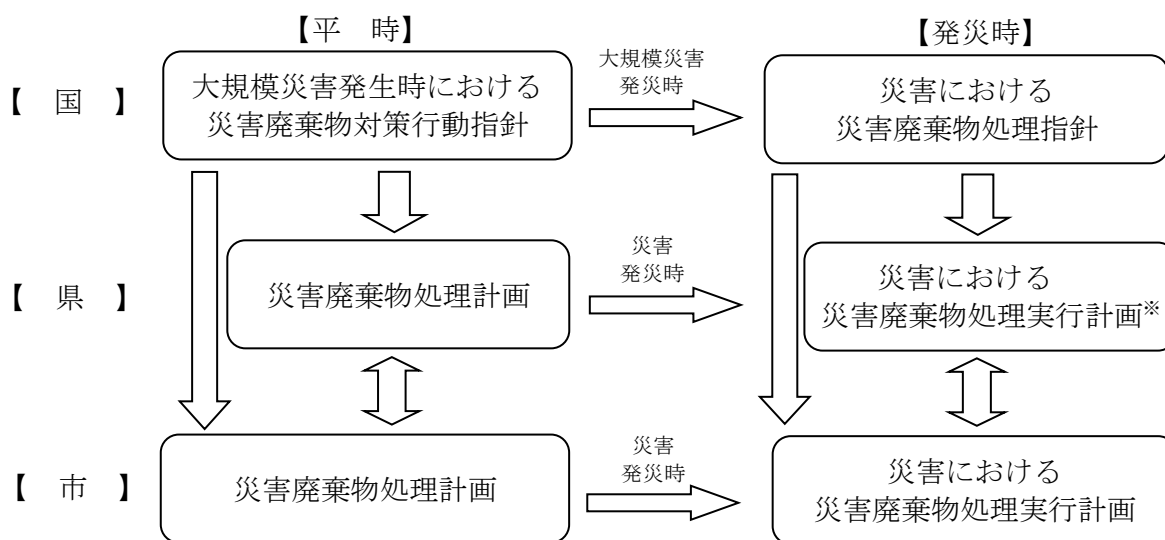 【平　時】
【発災時】
【　国　】
大規模災害発生時における
災害廃棄物対策行動指針
大規模災害
発災時
災害における
災害廃棄物処理指針
【　県　】
災害廃棄物処理計画
災害
発災時
災害における
災害廃棄物処理実行計画※
【　市　】
災害廃棄物処理計画
災害
発災時
災害における
災害廃棄物処理実行計画